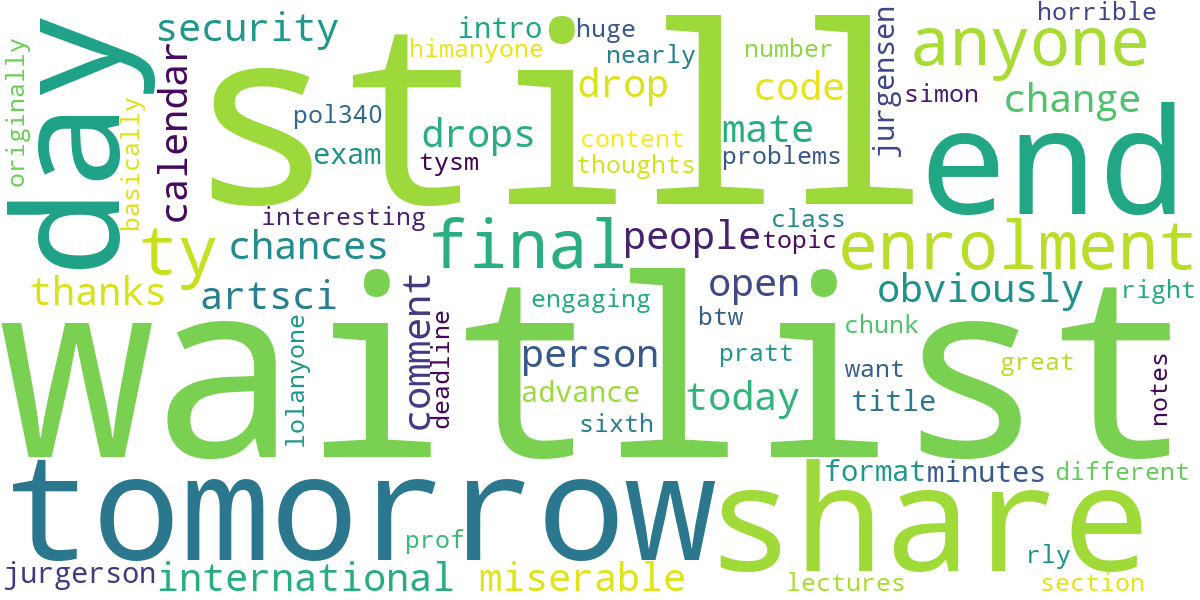 security
intro
huge
horrible
himanyone
nearly
number
anyone
originally
day
still
calendar
basically
pol340
drop
code
jurgensen
simon
change
drops
exam
tysm
content
thoughts
mate
problems
end
interesting
ty
chances
final
people
topic
class
enrolment
thanks
artsci
comment
deadline
engaging
open
obviously
right
waitlist
lolanyone
btw
chunk
person
pratt
want
great
notes
advance
today
title
sixth
tomorrow
share
format
minutes
different
prof
rly
jurgerson
international
miserable
lectures
section